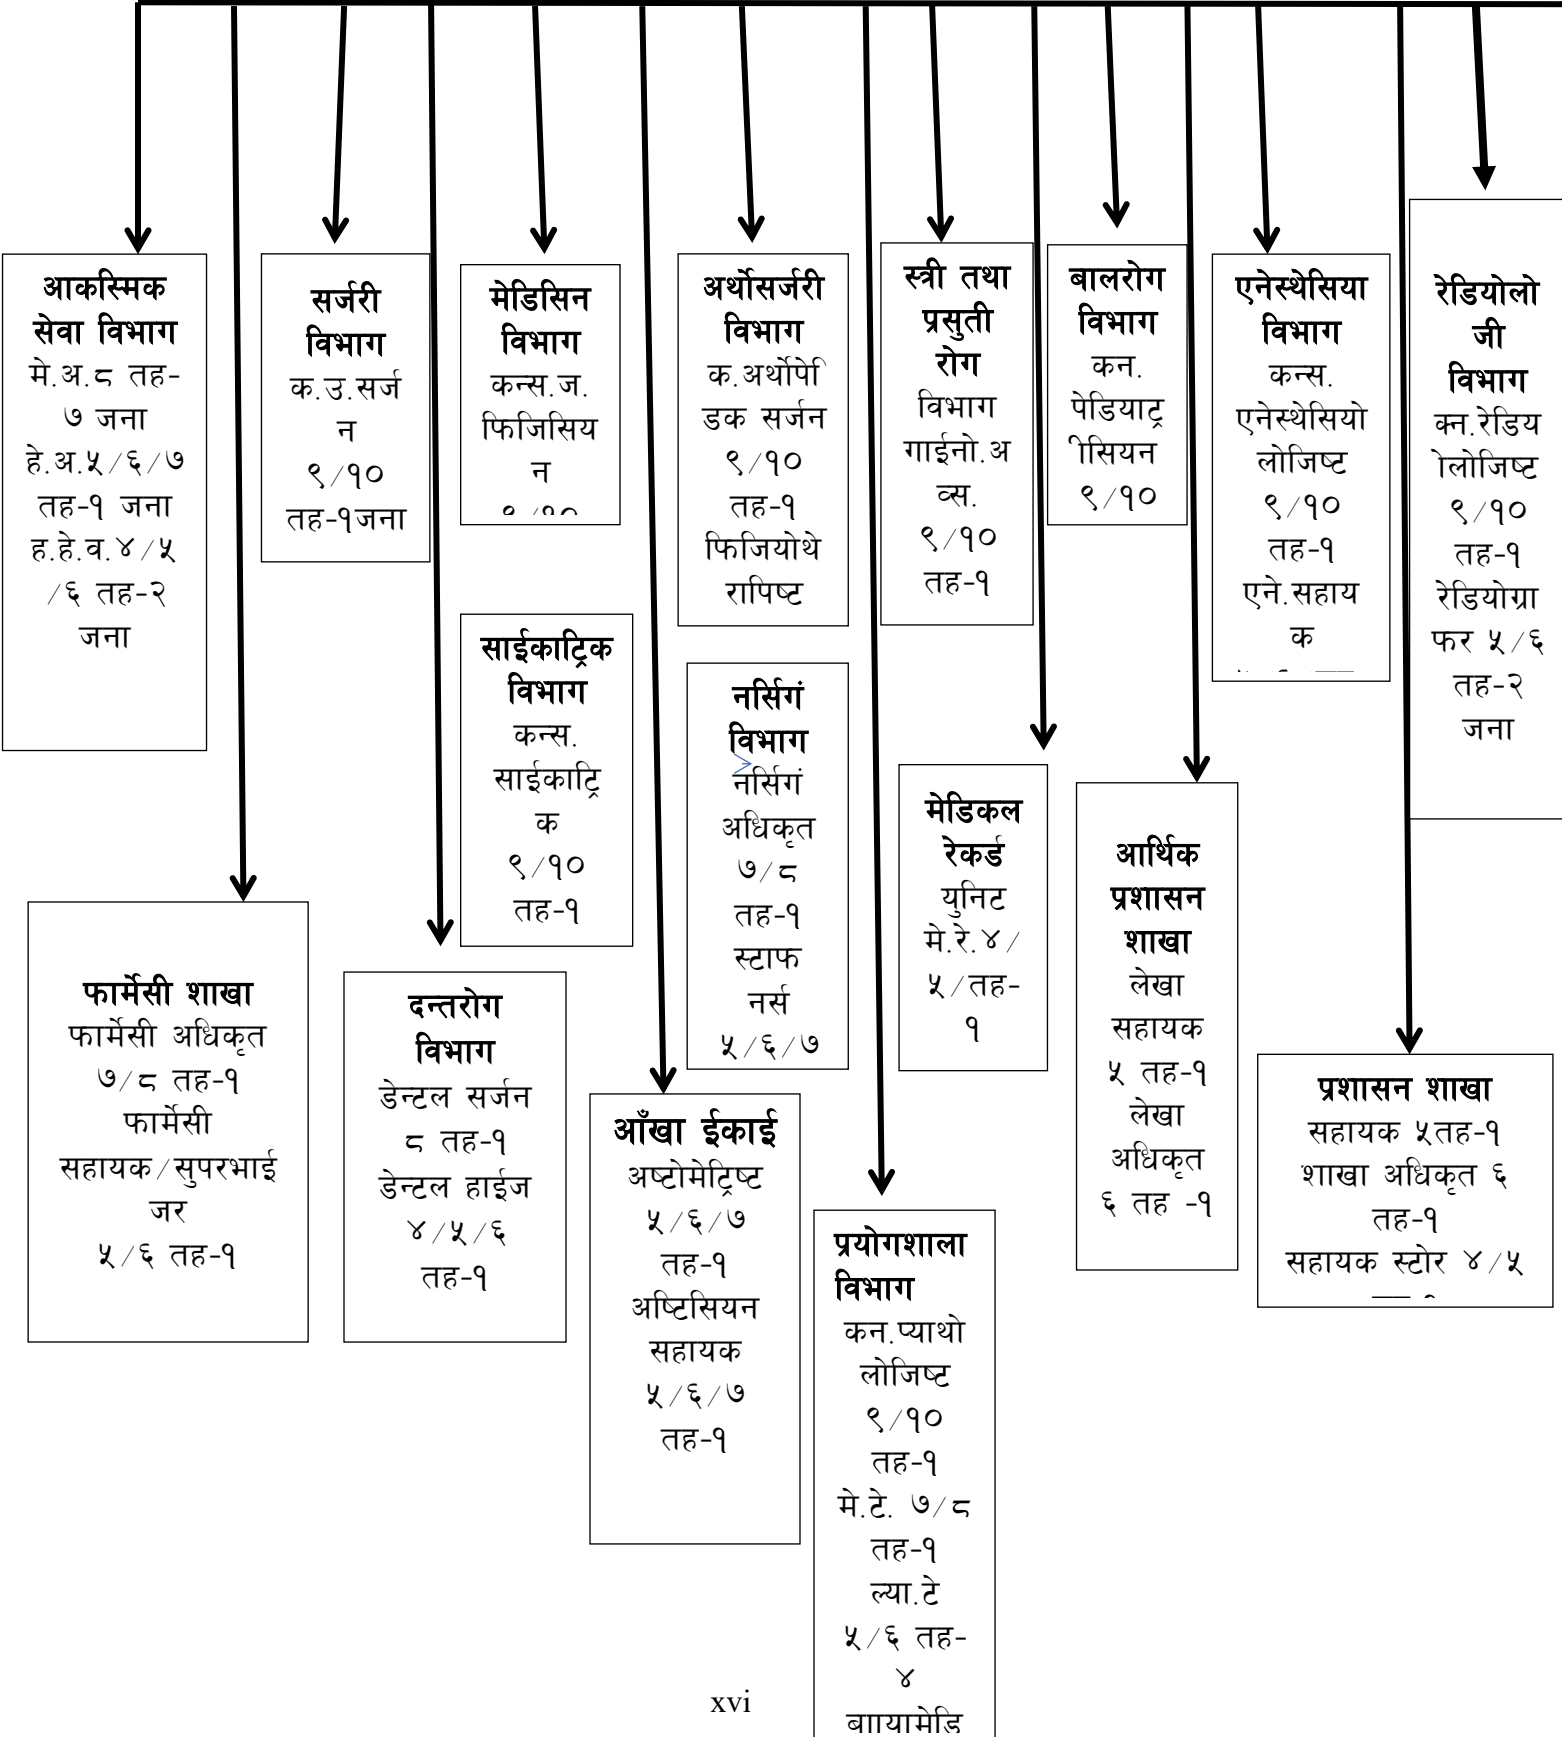 आकस्मिक
सेवा विभाग
मे.अ.८ तह-
७ जना
हे.अ.५/६/७
तह-१ जना
ह.हे.व.४/५
/६ तह-२
जना
सर्जरी
विभाग
क.उ.सर्ज
न
९/१०
तह-१जना
मेडिसिन
विभाग
कन्स.ज.
फिजिसिय
न
९/१०
अर्थोसर्जरी
विभाग
क.अर्थोपे
िडक सर्जन
९/१०
तह-१
फिजियोथे
रापिष्ट
स्त्री तथा
प्रसुती
रोग
विभाग
गाईनो.अ
व्स.
९/१०
तह-१
बालरोग
विभाग
कन.
पेडियाट्र
ीसियन
९/१०
एनेस्थेसिया
विभाग
कन्स.
एनेस्थेसियो
लोजिष्ट
९/१०
तह-१
एने.सहाय
क
रेडियोलो
जी
विभाग
क्न.रेडिय
ोलोजिष्ट
९/१०
तह-१
रेडियोग्रा
फर ५/६
तह-२
जना
साईकाट्रिक
विभाग
कन्स.
साईकाट्रि
क
९/१०
तह-१
नर्सिगं
विभाग
नर्सिगं
अधिकृत
७/८
तह-१
स्टाफ
नर्स
५/६/७
मेडिकल
रेकर्ड
युनिट
मे.रे.४/
५/तह-
१
आर्थिक
प्रशासन
शाखा
लेखा
सहायक
५ तह-१
लेखा
अधिकृत
६ तह -१
फार्मेसी शाखा
फार्मेसी अधिकृत
७/८ तह-१
फार्मेसी
सहायक/सुपरभाई
जर
५/६ तह-१
दन्तरोग
विभाग
डेन्टल सर्जन
८ तह-१
डेन्टल हाईज
४/५/६
तह-१
आँखा ईकाई
अष्टोमेट्रिष्ट
५/६/७
तह-१
अष्टिसियन
सहायक
५/६/७
तह-१
प्रयोगशाला
विभाग
कन.प्याथो
लोजिष्ट
९/१०
तह-१
मे.टे. ७/८
तह-१
ल्या.टे
५/६ तह-
४
बाायामेडि
प्रशासन शाखा
सहायक ५तह-१
शाखा अधिकृत ६
तह-१
सहायक स्टोर ४/५
xvi